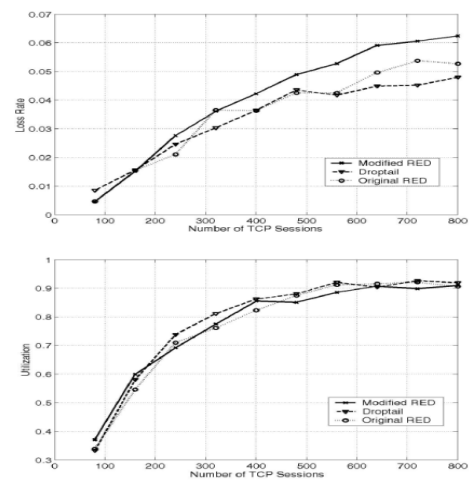 0.07
0.06
0.05
0.04
0.03
0.02
0.01
0
Loss Rate
Modified RED
Droptail
Original RED
0 100 200 300 400 500 600 700 800
Number of TCP Sessions
1
0.9
0.8
0.7
0.6
0.5
0.4
0.3
Utilization
Modified RED
Droptail
Original RED
0 100 200 300 400 500 600 700 800
Number of TCP Sessions